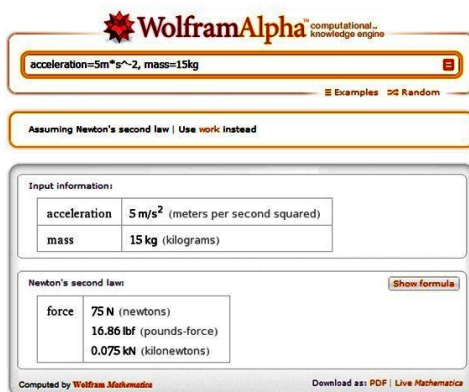 WolframAlpha computational.. knowledge engine
acceleration=5m*s^-2, mass=15kg
Examples Random
Assuming Newton's second law | Use work instead
Input information:
acceleration 5 m/s² (meters per second squared)
mass 15 kg (kilograms)
Newton's second law: Show formula
force 75 N (newtons)
16.86 lbf (pounds-force)
0.075 kN (kilonewtons)
Computed by Wolfram Mathematica Download as: PDF | Live Mathematica